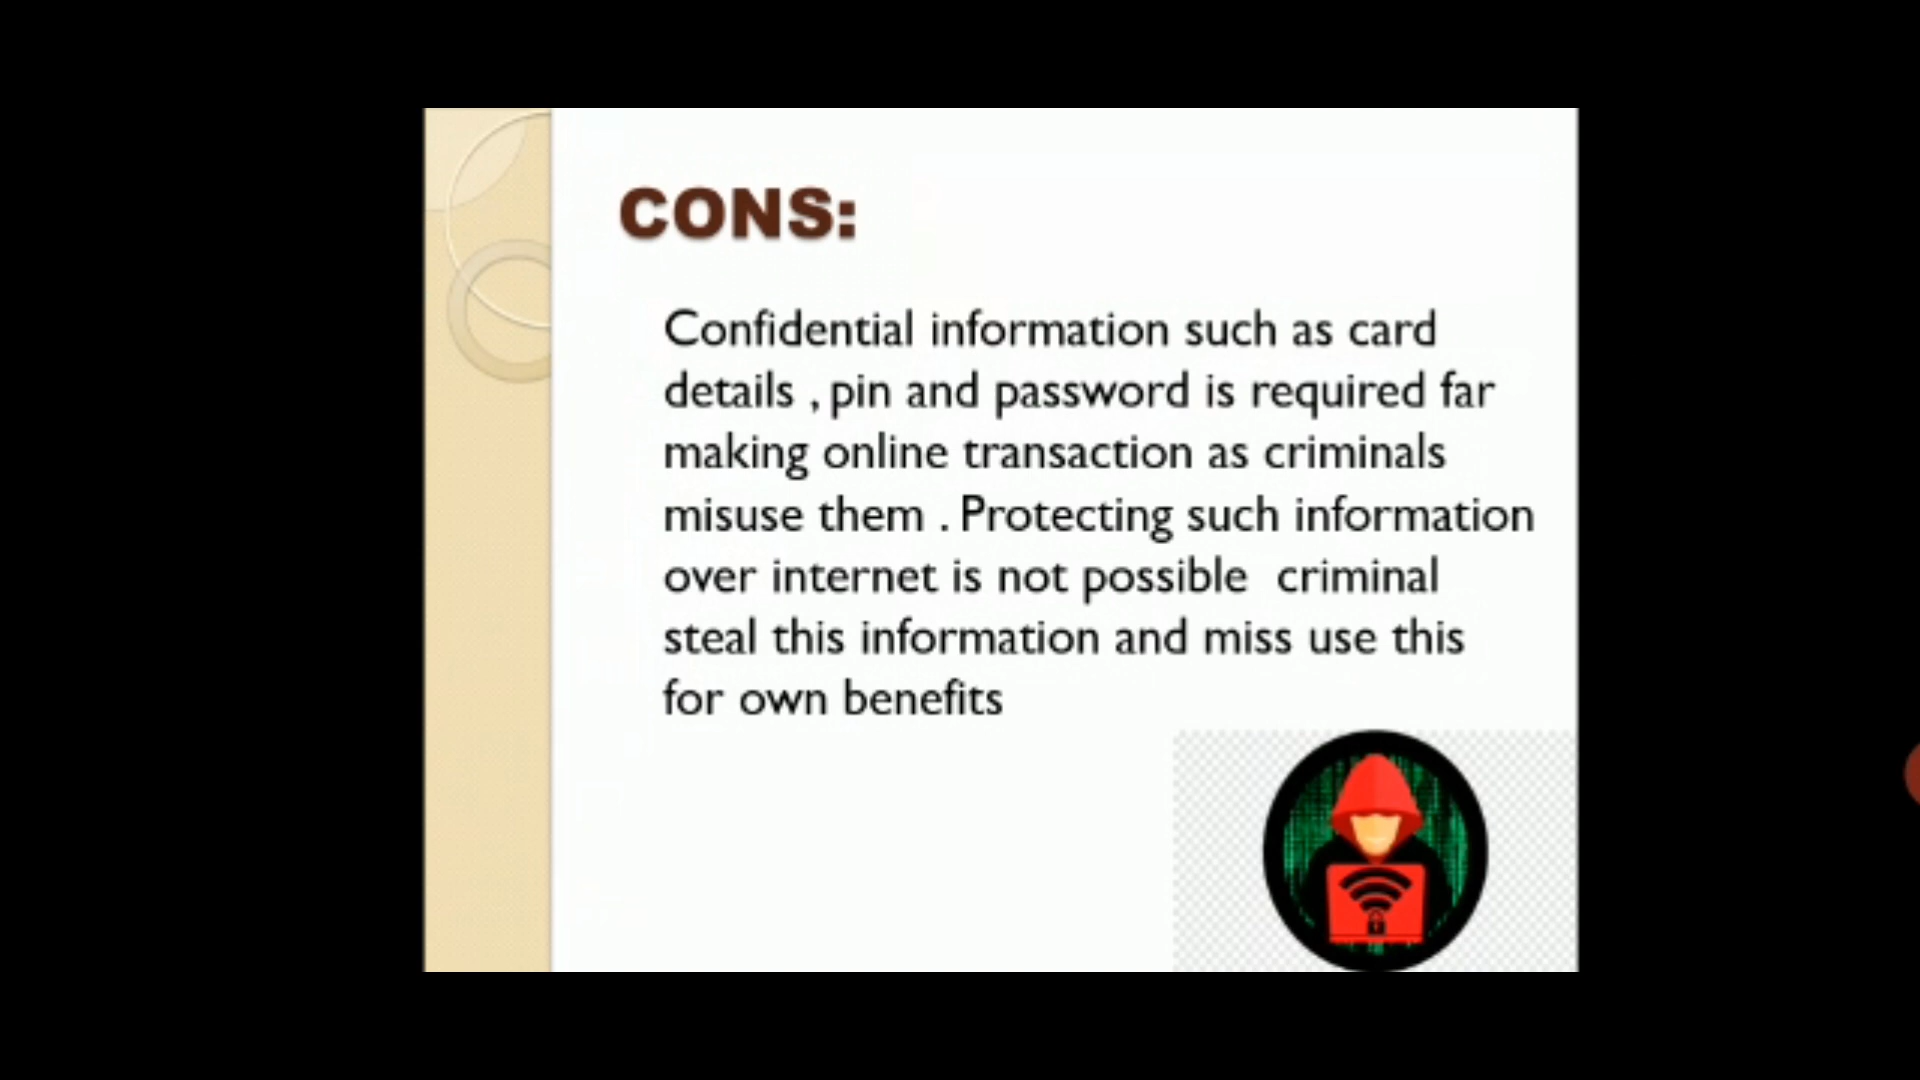 CONS:
Confidential information such as card
details , pin and password is required far
making online transaction as criminals
misuse them . Protecting such information
over internet is not possible  criminal
steal this information and miss use this
for own benefits